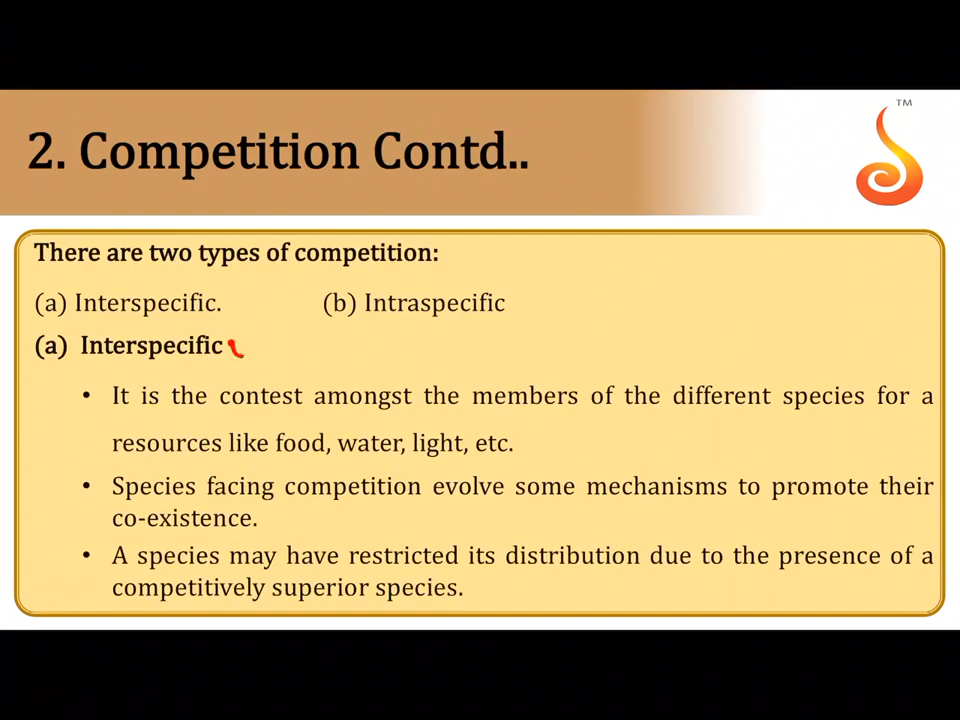 TM
2. Competition Contd..
There are two types of competition:
(a) Interspecific. (b) Intraspecific
(a) Interspecific
• It is the contest amongst the members of the different species for a
resources like food, water, light, etc.
• Species facing competition evolve some mechanisms to promote their
co-existence.
• A species may have restricted its distribution due to the presence of a
competitively superior species.